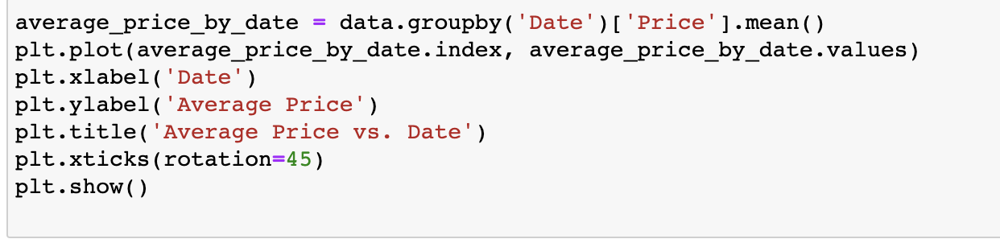 average_price_by_date = data.groupby('Date')['Price'].mean()
plt.plot(average_price_by_date.index, average_price_by_date.values)
plt.xlabel('Date')
plt.ylabel('Average Price')
plt.title('Average Price vs. Date')
plt.xticks(rotation=45)
plt.show()